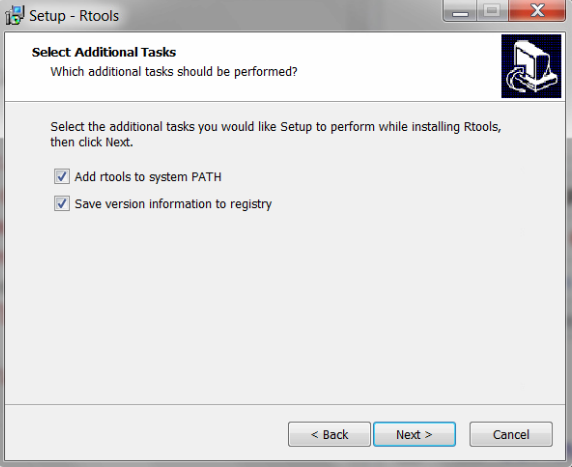 Setup - Rtools
Select Additional Tasks
Which additional tasks should be performed?
Select the additional tasks you would like Setup to perform while installing Rtools,
then click Next.
Add rtools to system PATH
Save version information to registry
< Back
Next >
Cancel